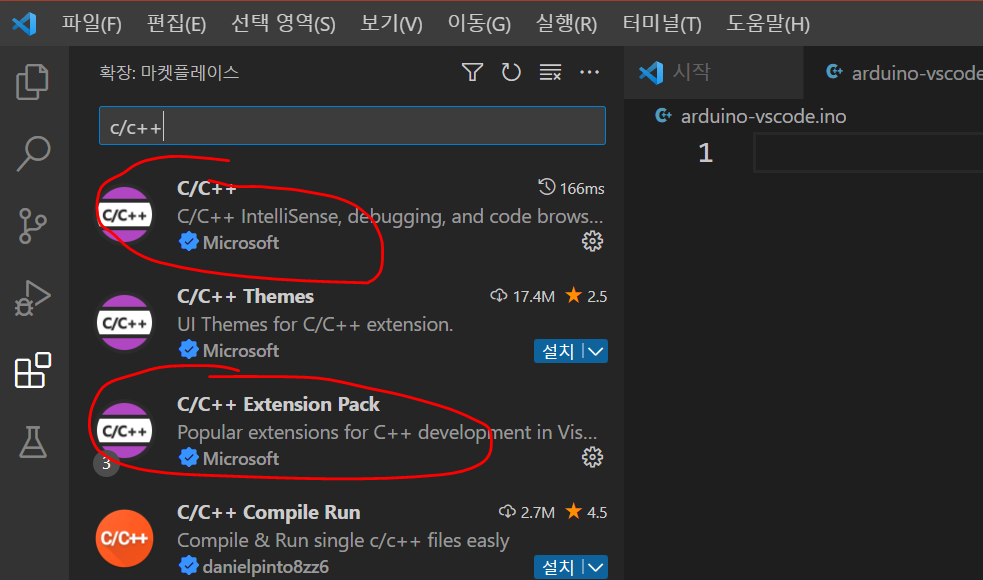 파일(F) 편집(E) 선택 영역(S) 보기(V) 이동(G) 실행(R) 터미널(T) 도움말(H)
확장: 마켓플레이스
c/c++
C/C++ 166ms
C/C++
C/C++ IntelliSense, debugging, and code brows...
Microsoft
C/C++ Themes 17.4M 2.5
C/C++
UI Themes for C/C++ extension.
Microsoft 설치
C/C++ Extension Pack
C/C++
Popular extensions for C++ development in Vis...
3 Microsoft
C/C++ Compile Run 2.7M 4.5
C/C++
Compile & Run single c/c++ files easily
danielpinto8zz6 설치
시작 arduino-vscode
arduino-vscode.ino
1